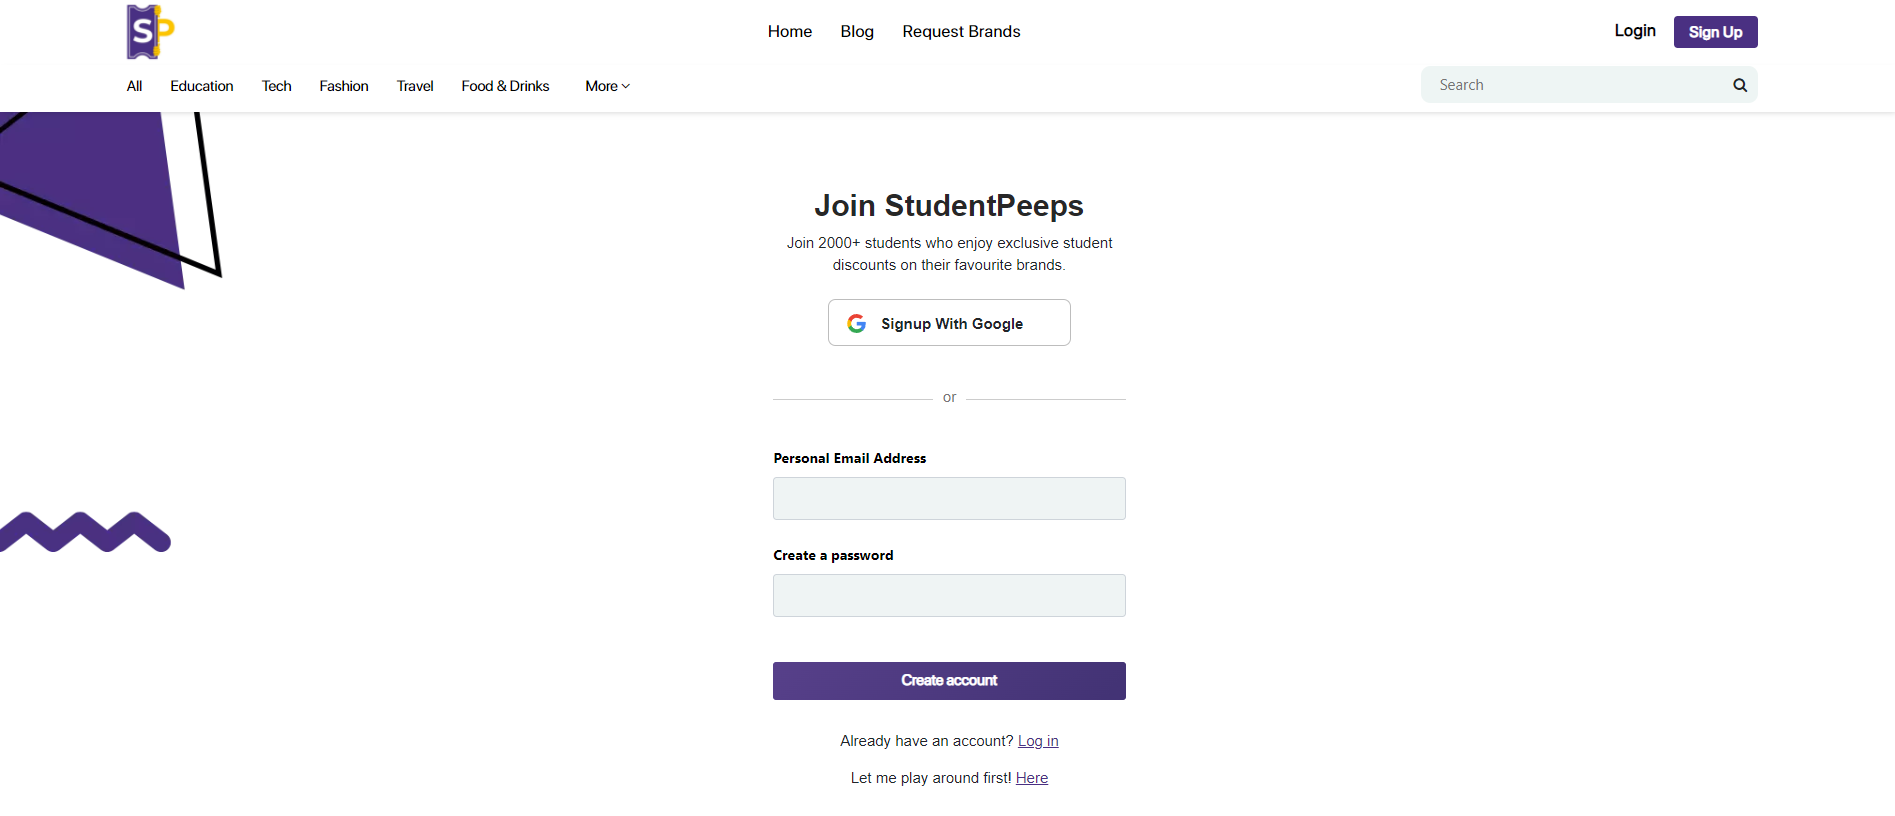 SP
Home Blog Request Brands
Login Sign Up
All Education Tech Fashion Travel Food & Drinks More
Search
Join StudentPeeps
Join 2000+ students who enjoy exclusive student
discounts on their favourite brands.
Signup With Google
or
Personal Email Address
Create a password
Create account
Already have an account? Log in
Let me play around first! Here